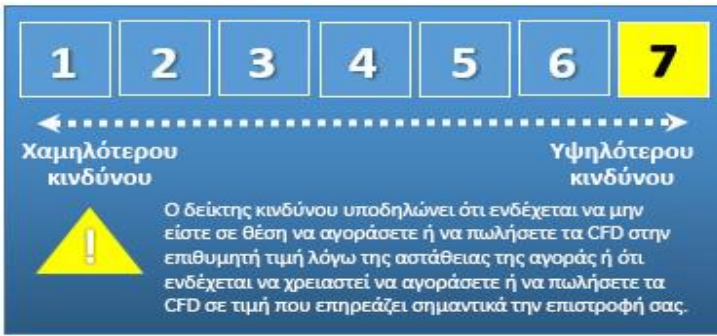 1 2 3 4 5 6 7
Χαμηλότερου Υψηλότερου
κινδύνου κινδύνου
!
Ο δείκτης κινδύνου υποδηλώνει ότι ενδέχεται να μην
είστε σε θέση να αγοράσετε ή να πωλήσετε τα CFD στην
επιθυμητή τιμή λόγω της αστάθειας της αγοράς ή ότι
ενδέχεται να χρειαστεί να αγοράσετε ή να πωλήσετε τα
CFD σε τιμή που επηρεάζει σημαντικά την επιστροφή σας.